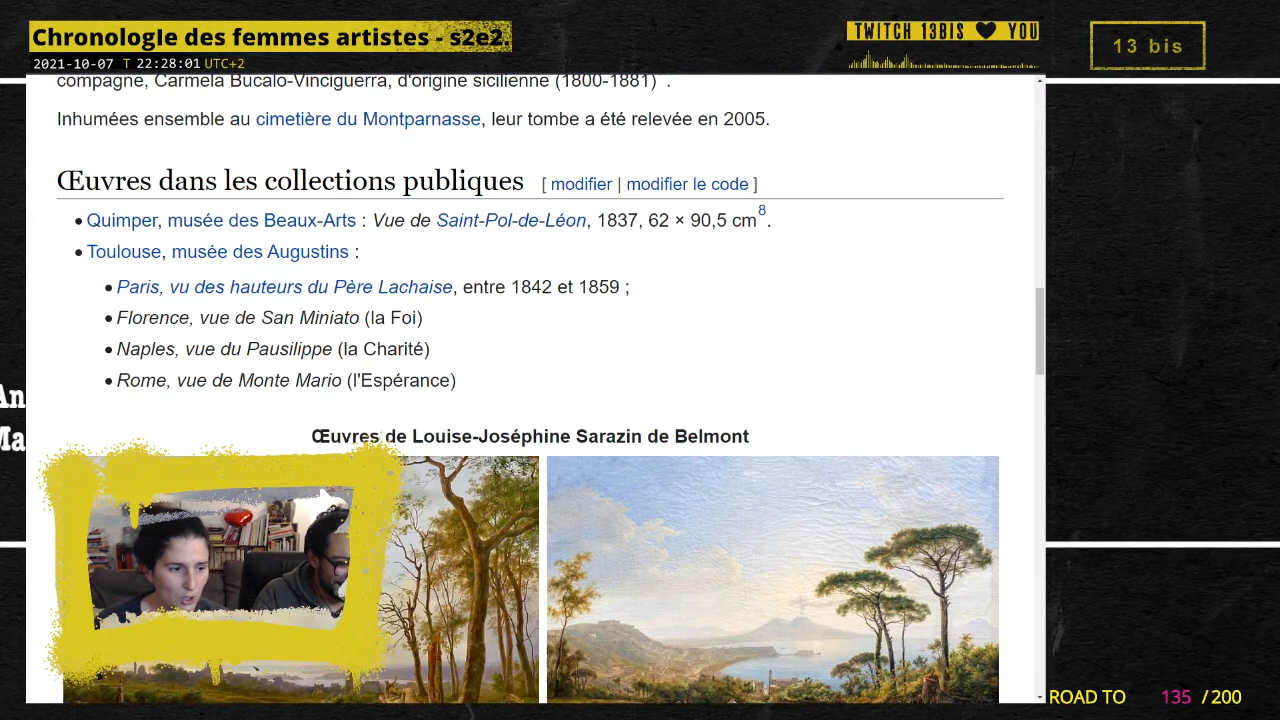 Chronologie des femmes artistes - s2e2.
2021-10-07 T 22:28:01 UTC+2
TWITCH 13BIS YOU
13 bis
compagne, Carmela Bucalo-Vinciguerra, d'origine sicilienne (1800-1881) .
Inhumées ensemble au cimetière du Montparnasse, leur tombe a été relevée en 2005.
Œuvres dans les collections publiques [ modifier | modifier le code ]
• Quimper, musée des Beaux-Arts : Vue de Saint-Pol-de-Léon, 1837, 62 × 90,5 cm8.
• Toulouse, musée des Augustins :
• Paris, vu des hauteurs du Père Lachaise, entre 1842 et 1859 ;
• Florence, vue de San Miniato (la Foi)
• Naples, vue du Pausilippe (la Charité)
• Rome, vue de Monte Mario (l'Espérance)
An
Ma
Œuvres de Louise-Joséphine Sarazin de Belmont
ROAD TO 135 / 200